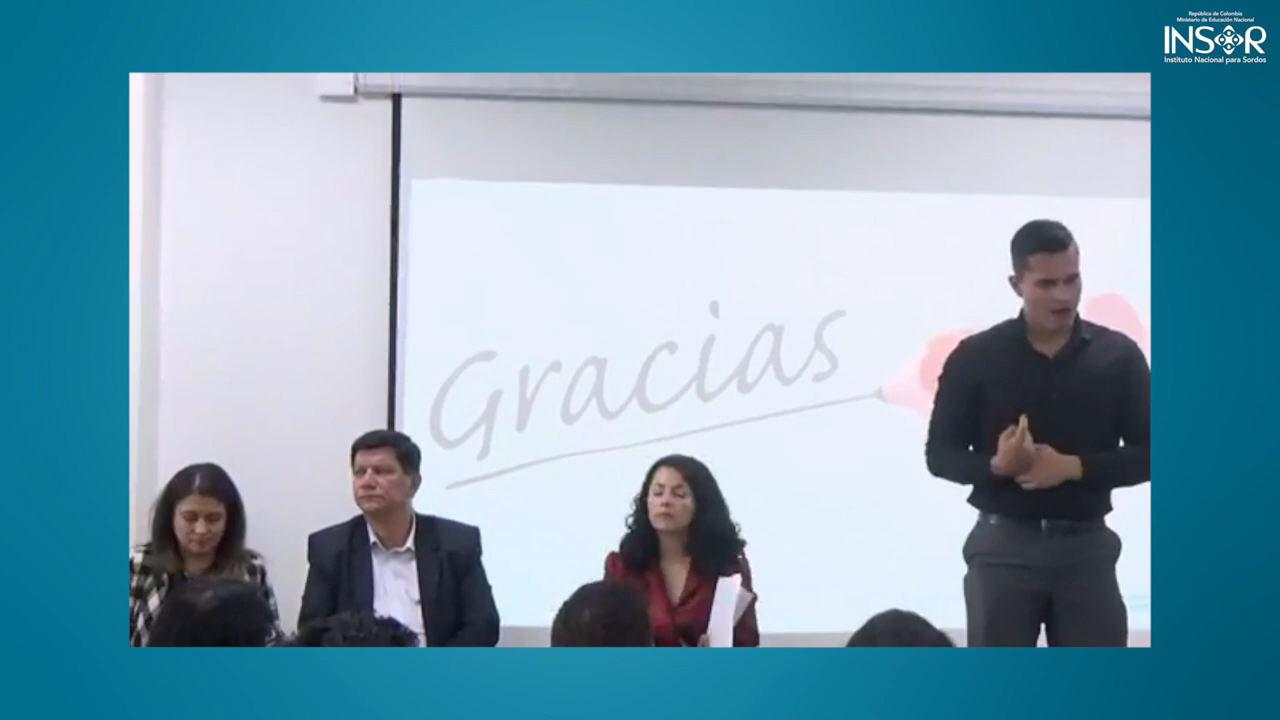 República de Colombia
Ministerio de Educación Nacional
INSOR
Instituto Nacional para Sordos
Gracias